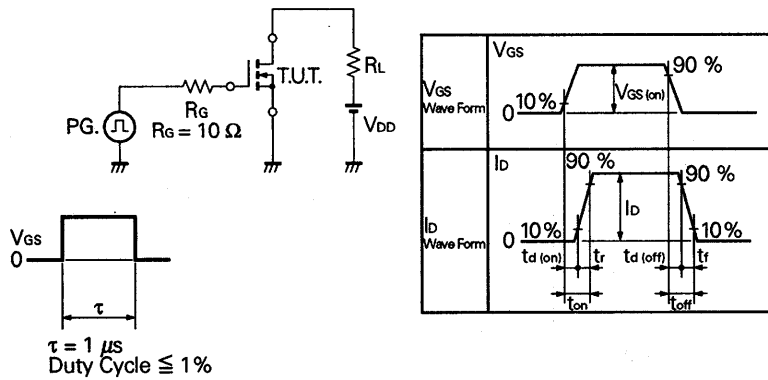 T.U.T.
RL
RG
RG = 10 Ω
PG.
VDD
VGS
0
τ
τ = 1 μs
Duty Cycle ≦ 1%
VGS
Wave Form
VGS
90 %
10%
VGS (on)
0
ID
Wave Form
ID
90 %
90 %
ID
10%
10%
0
td (on)
tr
td (off)
tf
ton
toff